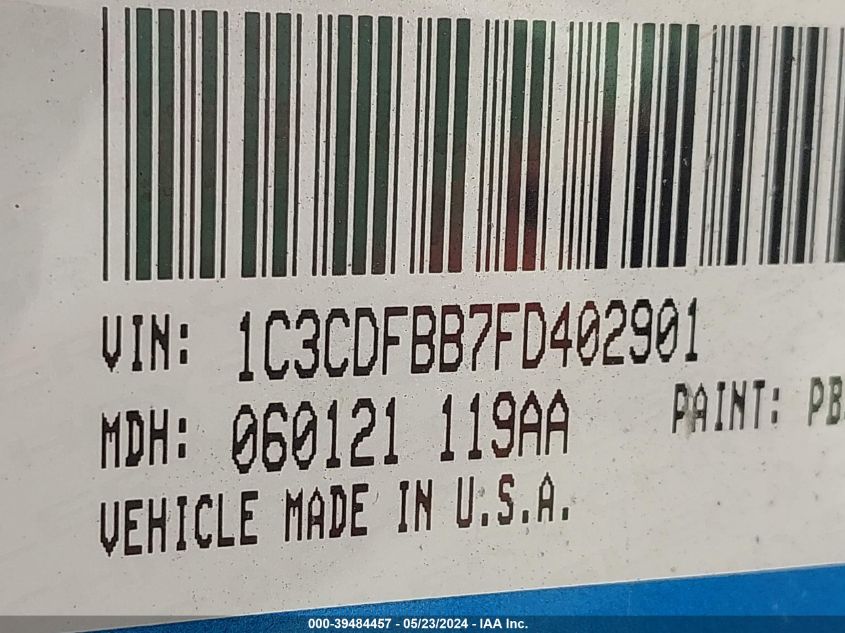 VIN: 1C3CDFBB7FD402901
MDH: 060121 119AA PAINT:
VEHICLE MADE IN U.S.A.
000-39484457 - 05/23/2024 - IAA Inc.